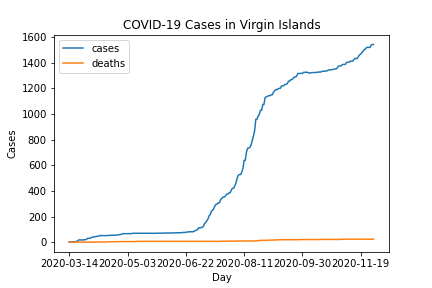 COVID-19 Cases in Virgin Islands
cases
deaths
1600
1400
1200
1000
800
600
400
200
0
Cases
2020-03-14 2020-05-03 2020-06-22 2020-08-11 2020-09-30 2020-11-19
Day